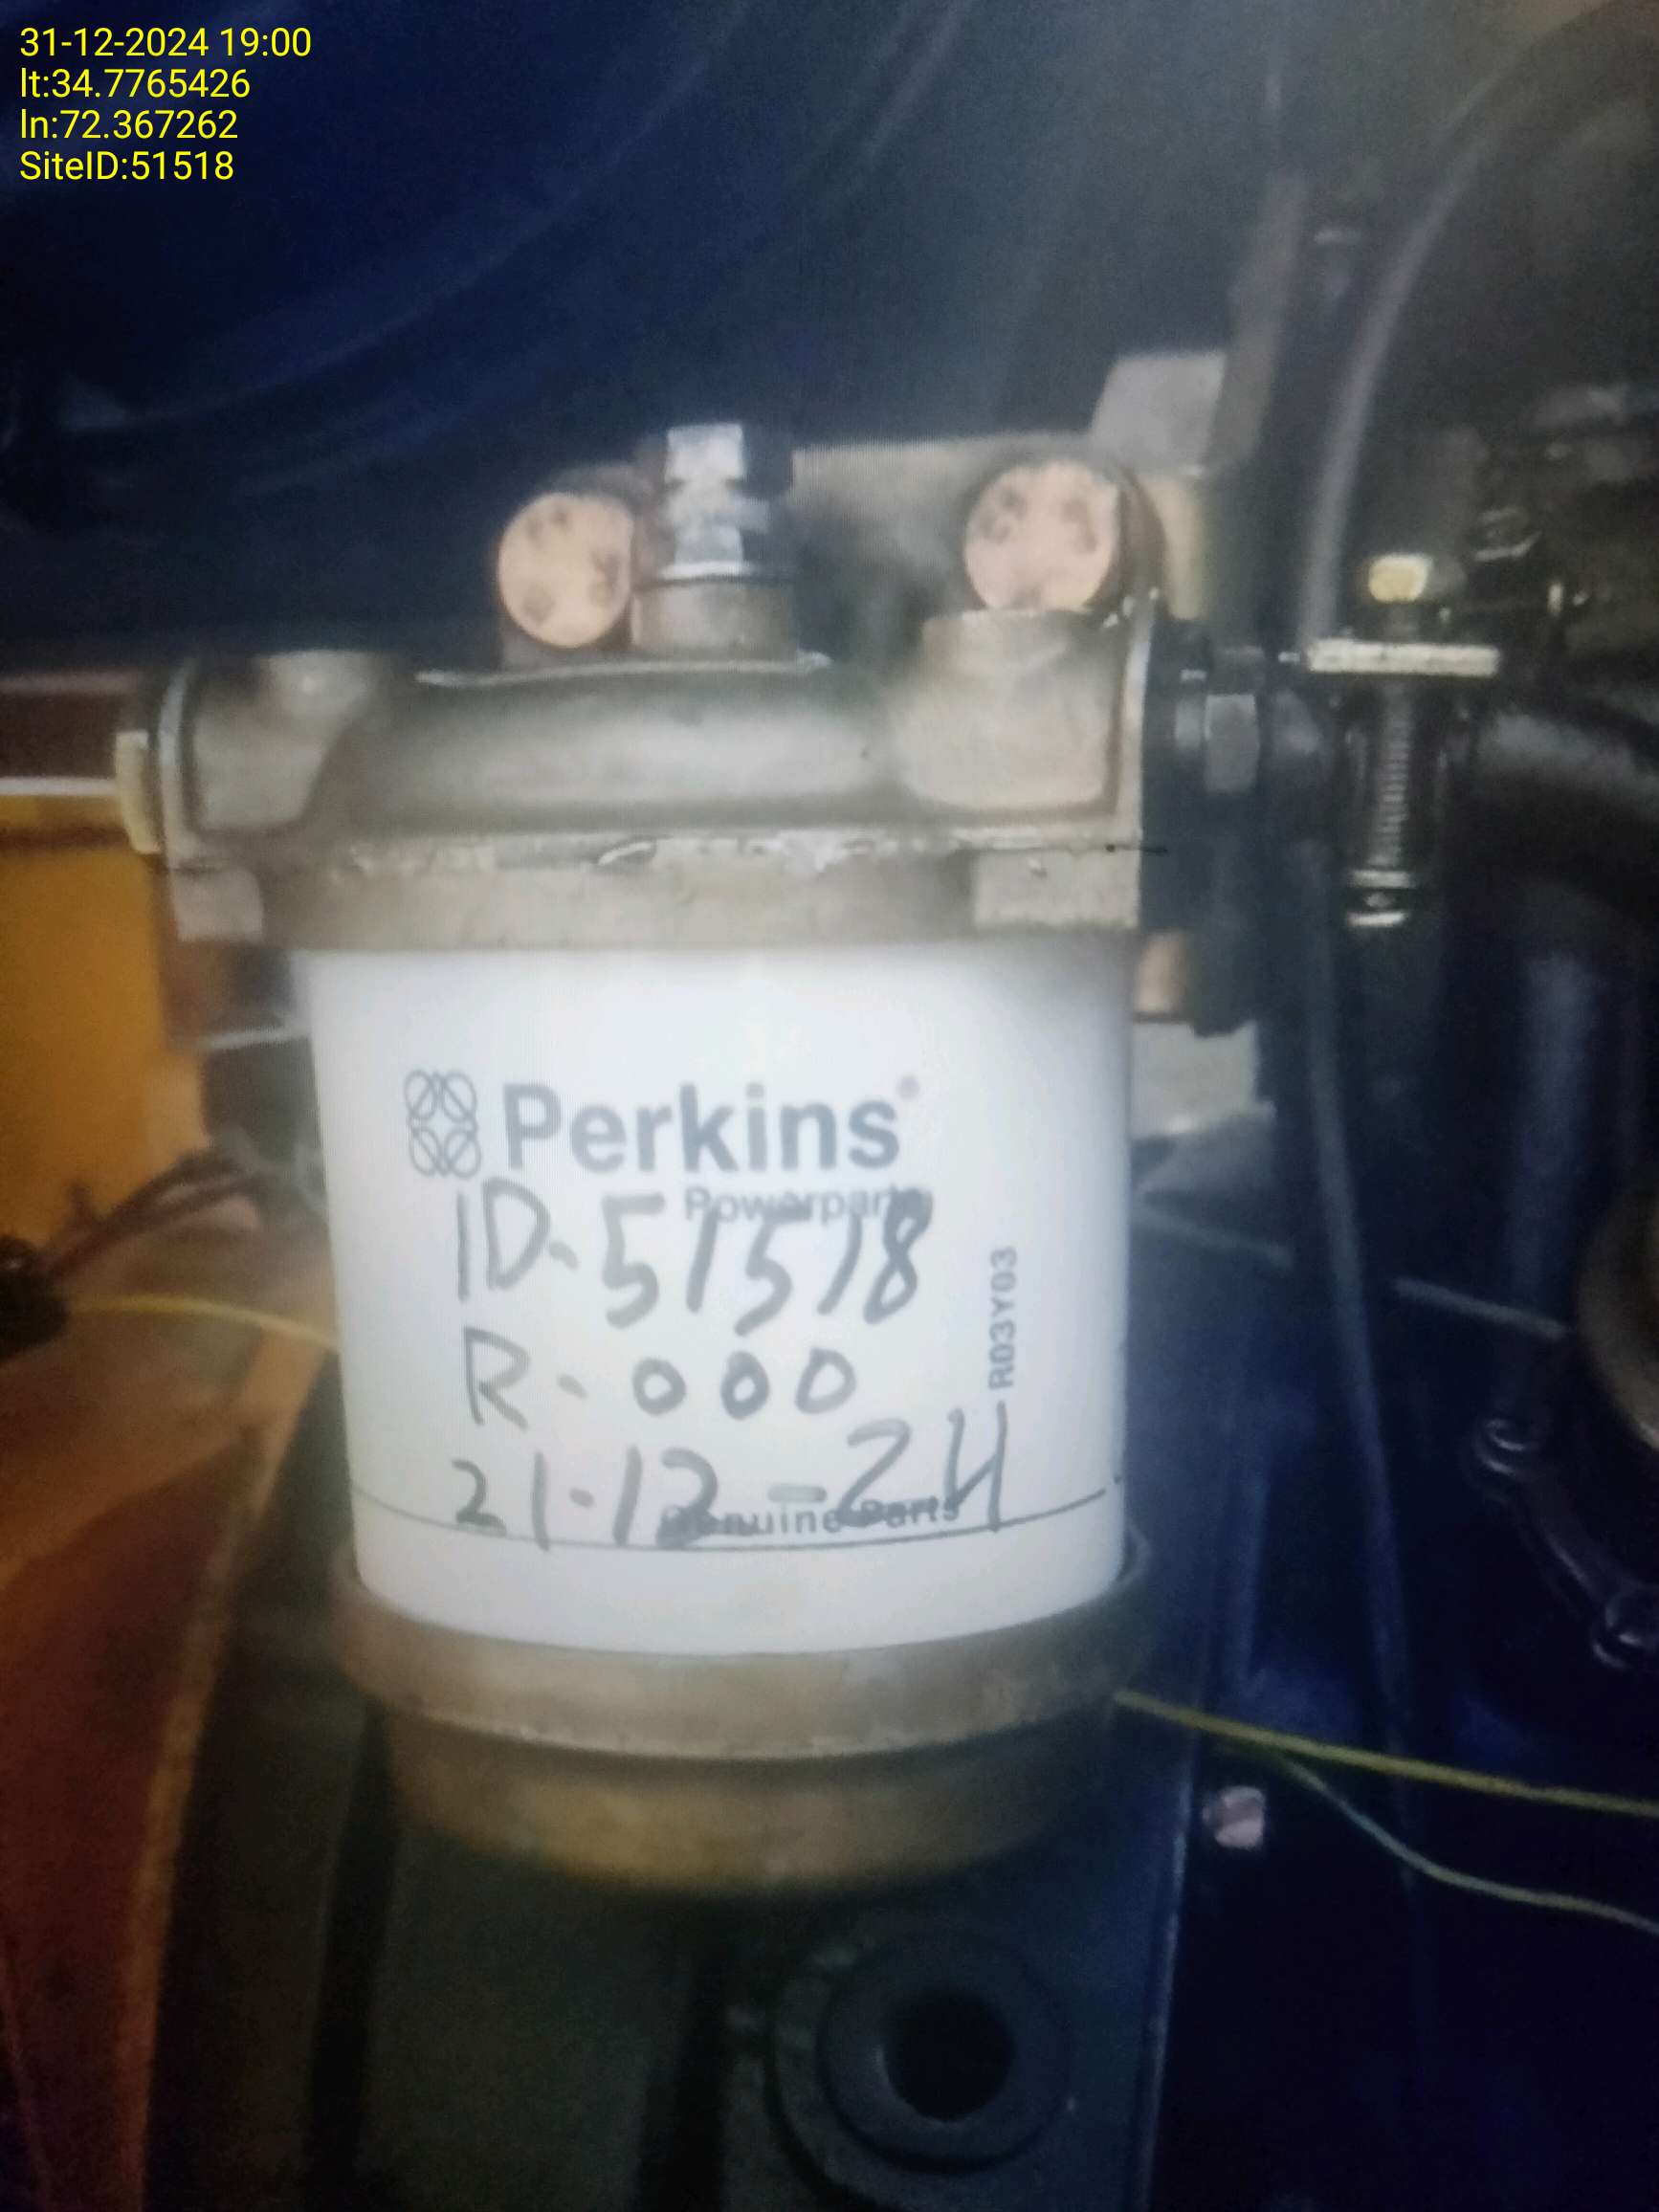 31-12-2024 19:00
lt:34.7765426
ln:72.367262
SiteID:51518
Perkins®
Powerparts
ID-51518
R-000
R03Y03
21-12-24
Genuine Parts